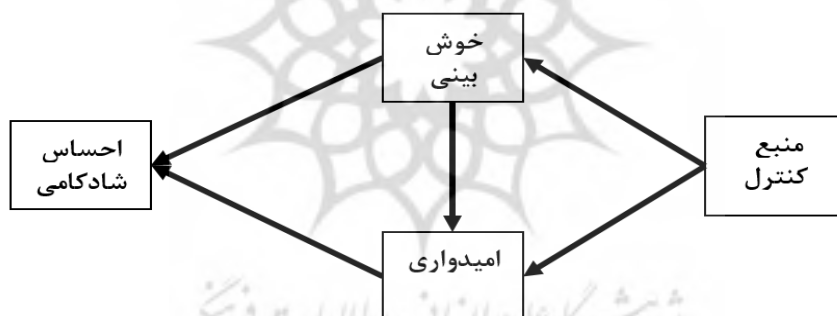 خوش
بینی
منبع
کنترل
احساس
شادکامی
امیدواری